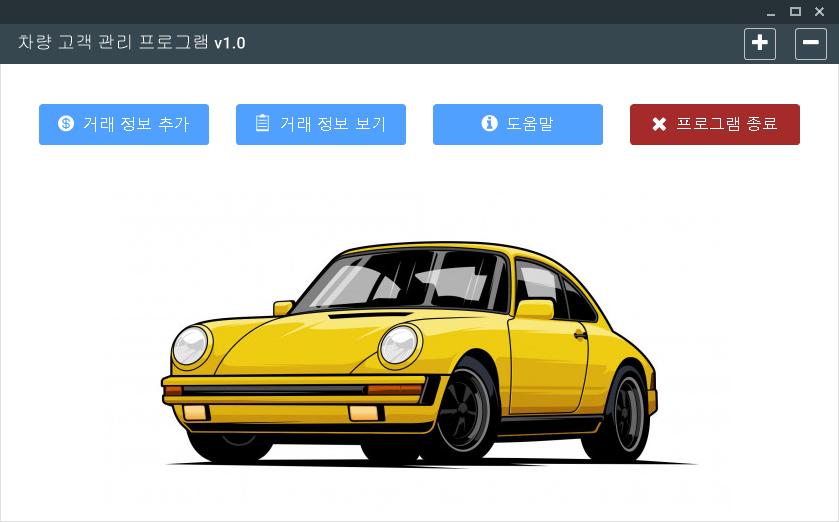 차량 고객 관리 프로그램 v1.0
거래 정보 추가
거래 정보 보기
도움말
프로그램 종료